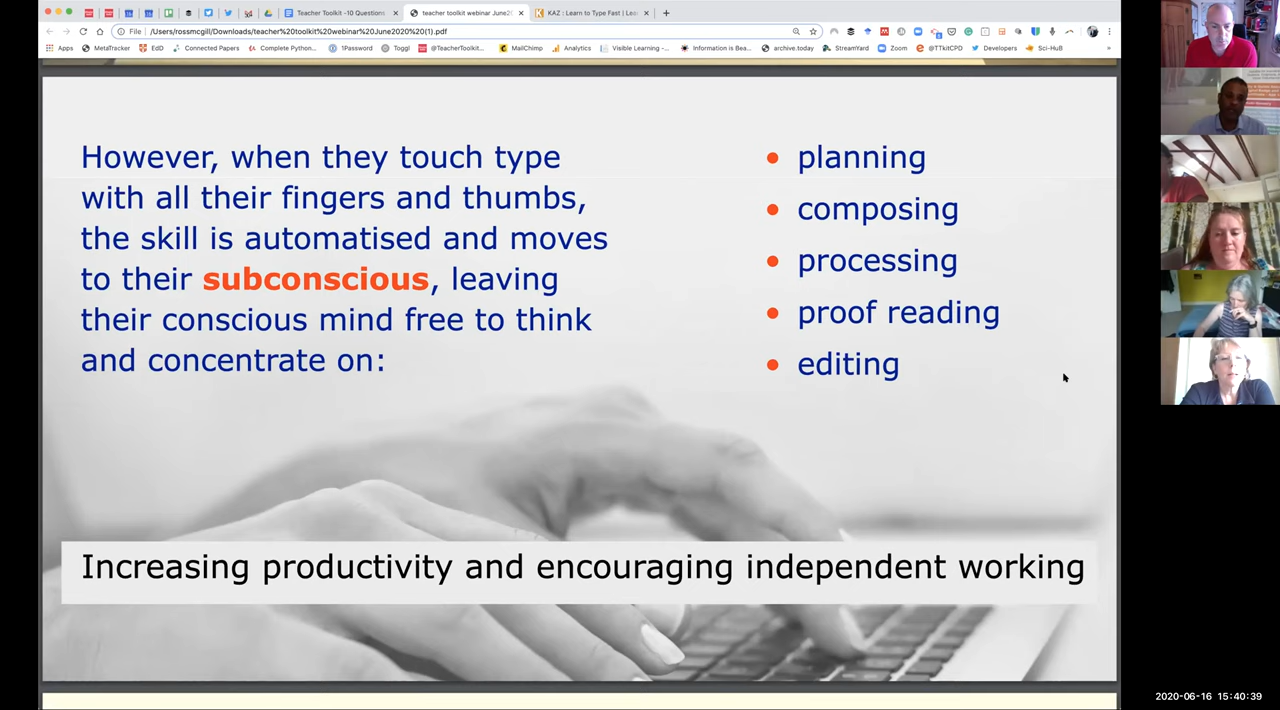 Teacher Toolkit -10 Questions
teacher toolkit webinar June20
KAZ : Learn to Type Fast | Lea
File
/Users/rossmcgill/Downloads/teacher%20toolkit%20webinar%20June2020%20(1).pdf
Apps
MetaTracker
EdD
Connected Papers
Complete Python...
1Password
Toggl
@TeacherToolkit...
MailChimp
Analytics
Visible Learning -...
Information is Bea...
archive.today
StreamYard
Zoom
@TTkitCPD
Developers
Sci-HuB
However, when they touch type
with all their fingers and thumbs,
the skill is automatised and moves
to their subconscious, leaving
their conscious mind free to think
and concentrate on:
• planning
• composing
• processing
• proof reading
• editing
Increasing productivity and encouraging independent working
2020-06-16 15:40:39